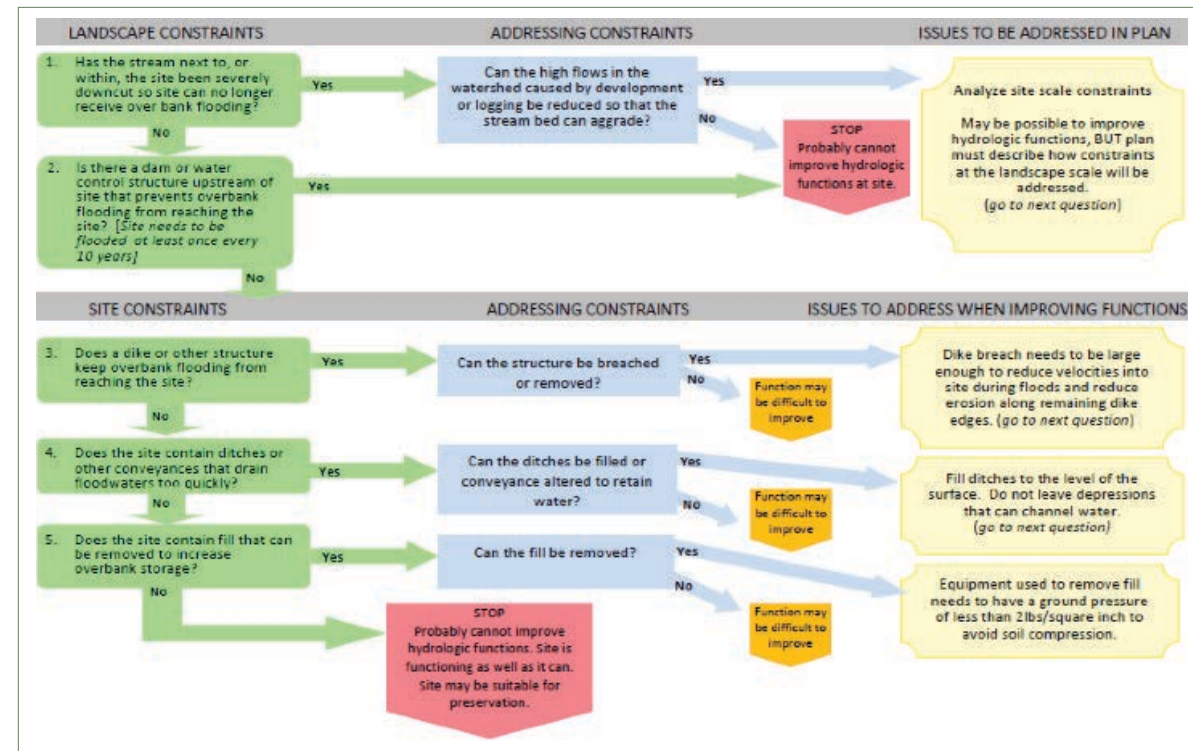 LANDSCAPE CONSTRAINTS
ADDRESSING CONSTRAINTS
ISSUES TO BE ADDRESSED IN PLAN
1. Has the stream next to, or
within, the site been severely
downcut so site can no longer
receive over bank flooding?
Yes
No
Can the high flows in the
watershed caused by development
or logging be reduced so that the
stream bed can aggrade?
Yes
No
STOP
Probably cannot
improve hydrologic
functions at site.
Analyze site scale constraints
May be possible to improve
hydrologic functions, BUT plan
must describe how constraints
at the landscape scale will be
addressed.
(go to next question)
2. Is there a dam or water
control structure upstream of
site that prevents overbank
flooding from reaching the
site? [Site needs to be
flooded at least once every
10 years]
Yes
No
SITE CONSTRAINTS
ADDRESSING CONSTRAINTS
ISSUES TO ADDRESS WHEN IMPROVING FUNCTIONS
3. Does a dike or other structure
keep overbank flooding from
reaching the site?
Yes
No
Can the structure be breached
or removed?
Yes
No
Function may
be difficult to
improve
Dike breach needs to be large
enough to reduce velocities into
site during floods and reduce
erosion along remaining dike
edges. (go to next question)
4. Does the site contain ditches or
other conveyances that drain
floodwaters too quickly?
Yes
No
Can the ditches be filled or
conveyance altered to retain
water?
Yes
No
Function may
be difficult to
improve
Fill ditches to the level of the
surface. Do not leave depressions
that can channel water.
(go to next question)
5. Does the site contain fill that can
be removed to increase
overbank storage?
Yes
No
Can the fill be removed?
Yes
No
Function may
be difficult to
improve
Equipment used to remove fill
needs to have a ground pressure
of less than 2lbs/square inch to
avoid soil compression.
STOP
Probably cannot improve
hydrologic functions. Site is
functioning as well as it can.
Site may be suitable for
preservation.